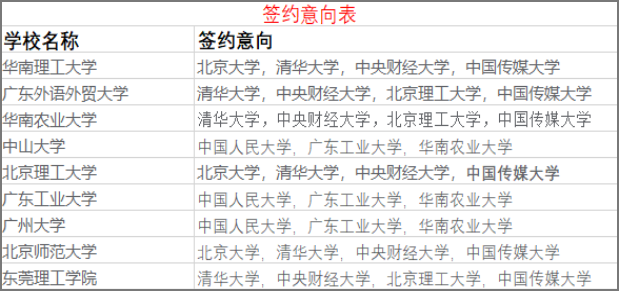 签约意向表
学校名称 签约意向
华南理工大学 北京大学，清华大学，中央财经大学，中国传媒大学
广东外语外贸大学 清华大学，中央财经大学，北京理工大学，中国传媒大学
华南农业大学 清华大学，中央财经大学，北京理工大学，中国传媒大学
中山大学 中国人民大学，广东工业大学，华南农业大学
北京理工大学 北京大学，清华大学，中央财经大学，中国传媒大学
广东工业大学 中国人民大学，广东工业大学，华南农业大学
广州大学 中国人民大学，广东工业大学，华南农业大学
北京师范大学 北京大学，清华大学，中央财经大学，中国传媒大学
东莞理工学院 清华大学，中央财经大学，北京理工大学，中国传媒大学